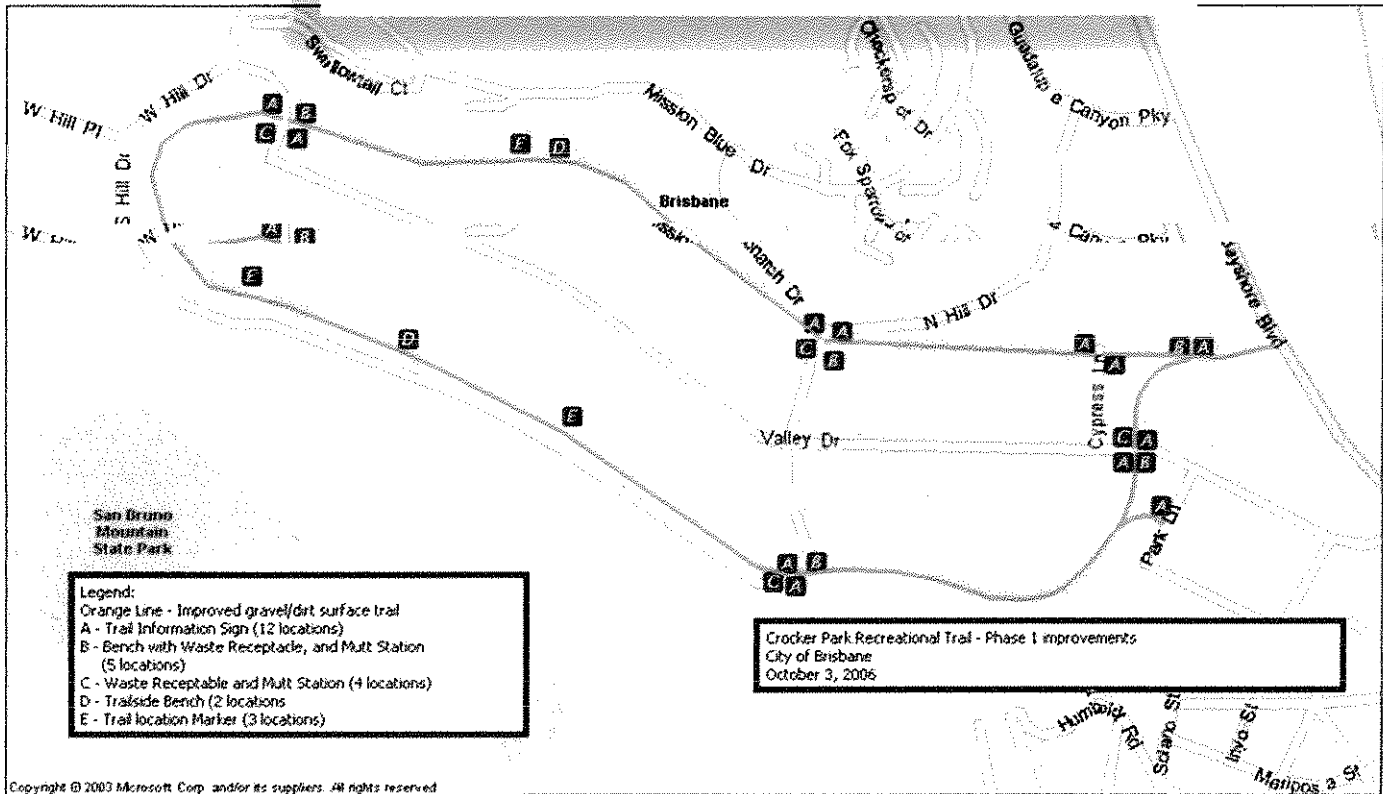 Swallowtail Ct
Checkerspot Dr
Guadalupe Canyon Pky
W Hill Dr
W Hill Pl
A
B
Mission Blue Dr
C
A
E
D
Fox Sparrow
S Hill Dr
Brisbane
A
B
Bayshore Blvd
E
N Hill Dr
A
A
D
C
B
A
B
A
A
Cypress Ln
E
Valley Dr
C
A
A
B
A
Park Ln
San Bruno
Mountain
State Park
A
B
C
A
Legend:
Orange Line - Improved gravel/dirt surface trail
A - Trail Information Sign (12 locations)
B - Bench with Waste Receptacle, and Mutt Station
(5 locations)
C - Waste Receptable and Mutt Station (4 locations)
D - Trailside Bench (2 locations
E - Trail location Marker (3 locations)
Crocker Park Recreational Trail - Phase 1 improvements
City of Brisbane
October 3, 2006
Humboldt Rd
Solano St
Inyo St
Mariposa St
Copyright © 2003 Microsoft Corp. and/or its suppliers. All rights reserved